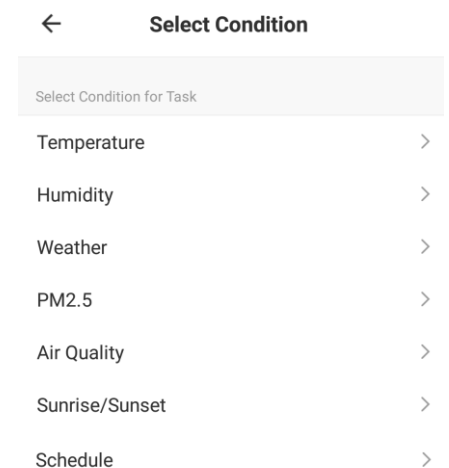 Select Condition
Select Condition for Task
Temperature
Humidity
Weather
PM2.5
Air Quality
Sunrise/Sunset
Schedule